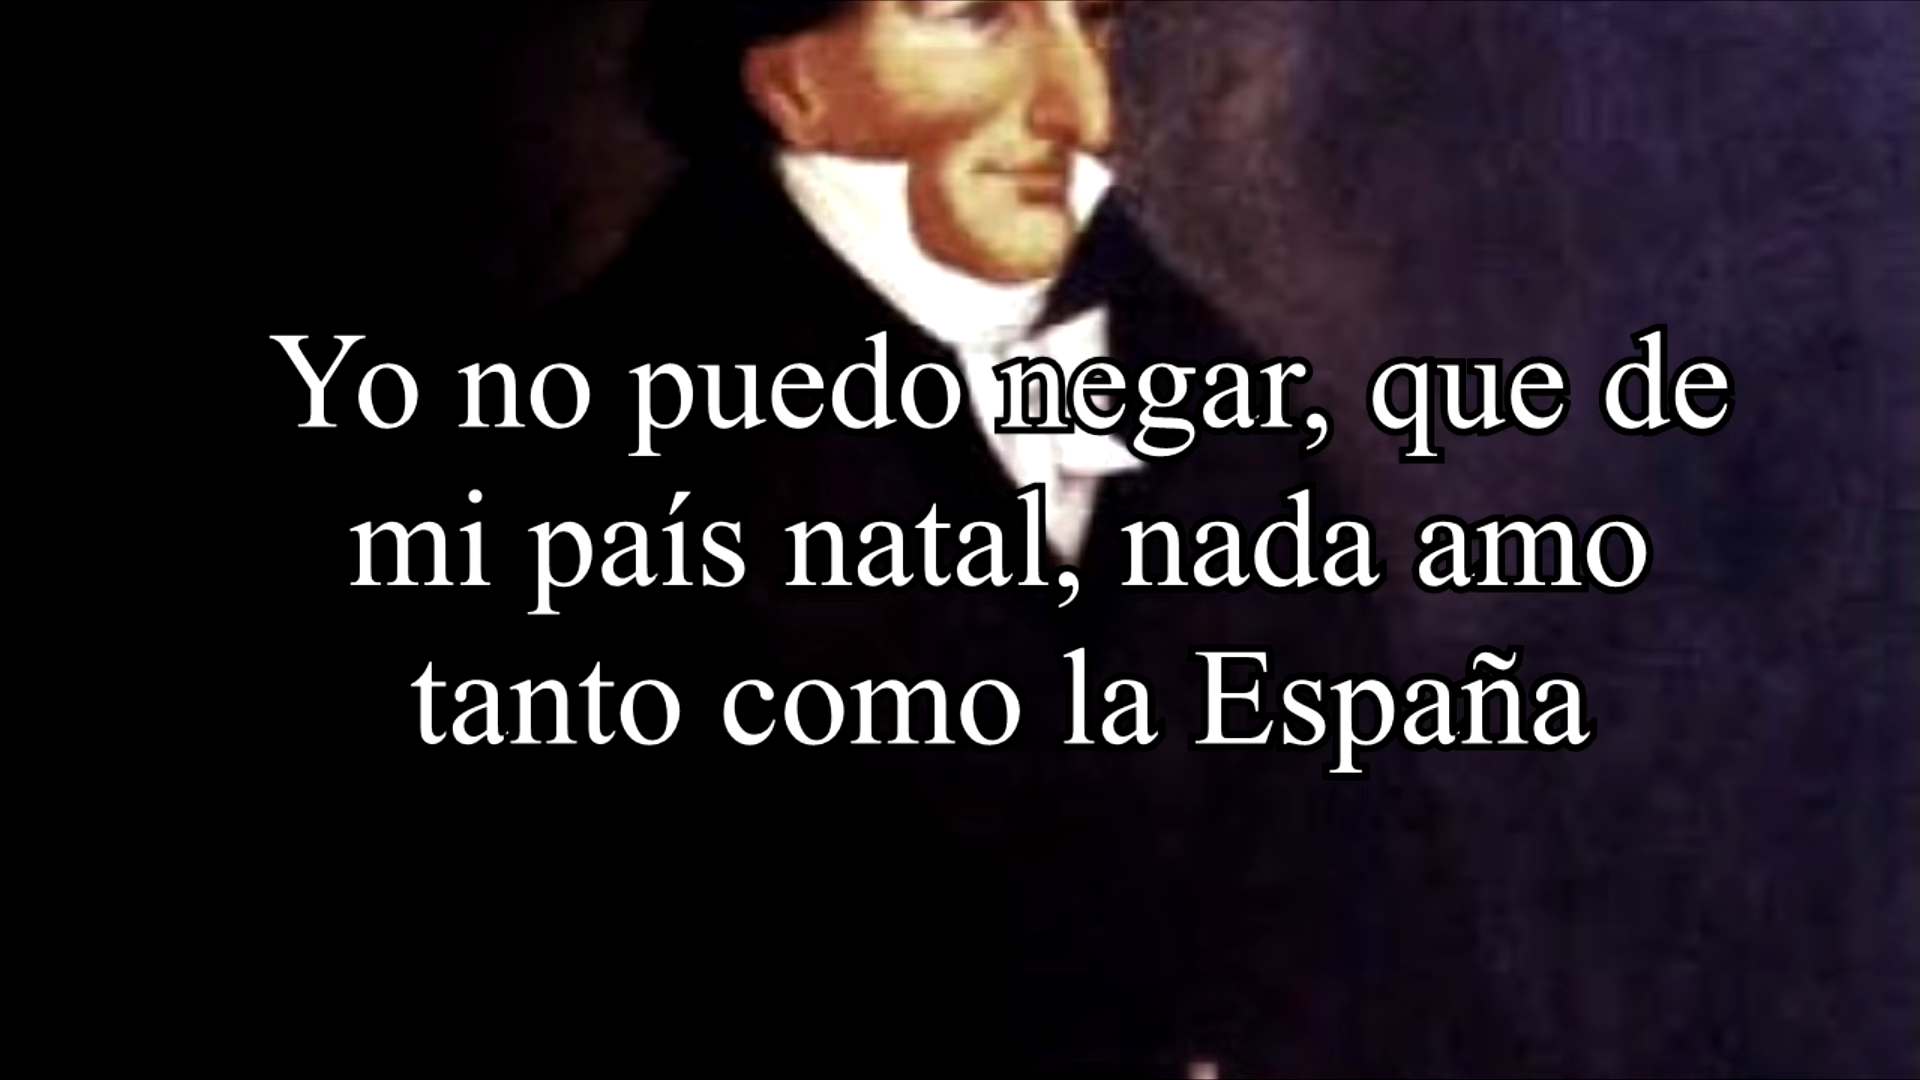 Yo no puedo negar, que de
mi país natal, nada amo
tanto como la España